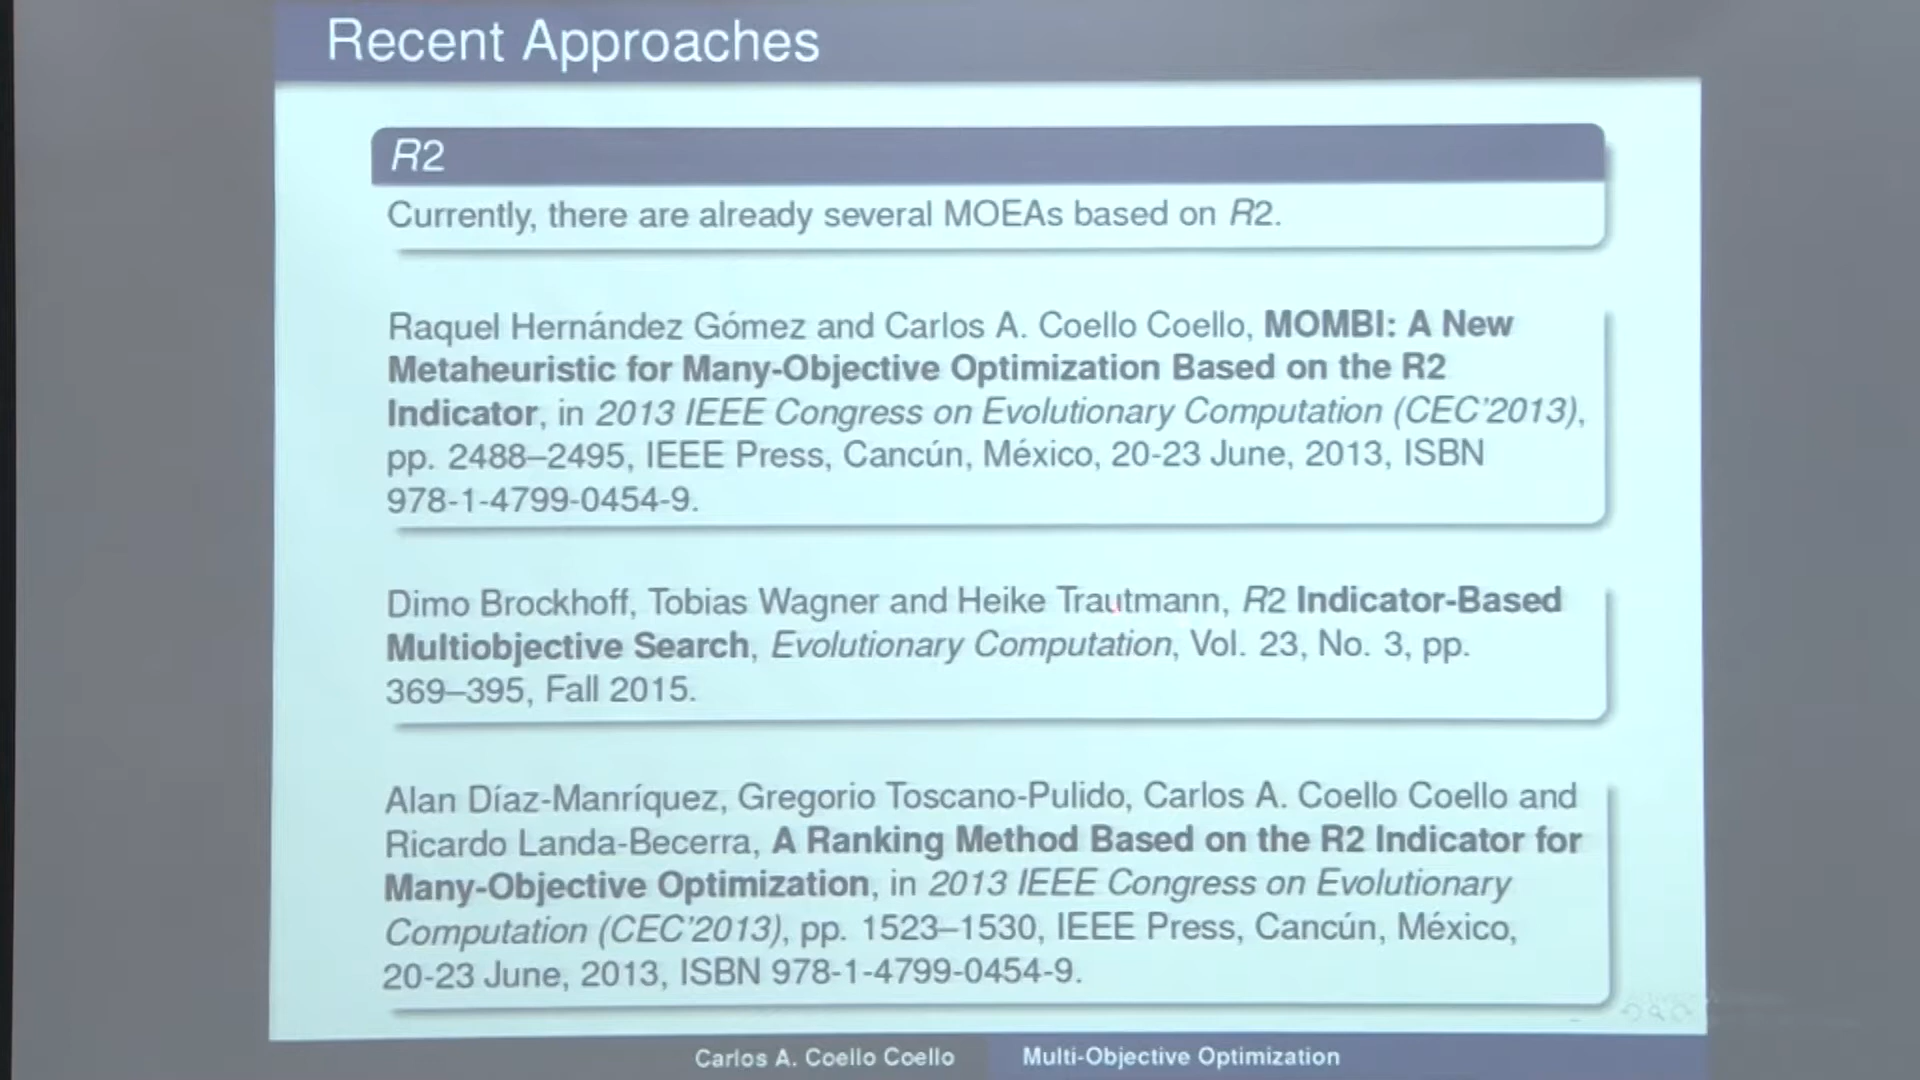 Recent Approaches
R2
Currently, there are already several MOEAs based on R2.
Raquel Hernández Gómez and Carlos A. Coello Coello, MOMBI: A New
Metaheuristic for Many-Objective Optimization Based on the R2
Indicator, in 2013 IEEE Congress on Evolutionary Computation (CEC'2013),
pp. 2488–2495, IEEE Press, Cancún, México, 20-23 June, 2013, ISBN
978-1-4799-0454-9.
Dimo Brockhoff, Tobias Wagner and Heike Trautmann, R2 Indicator-Based
Multiobjective Search, Evolutionary Computation, Vol. 23, No. 3, pp.
369–395, Fall 2015.
Alan Díaz-Manríquez, Gregorio Toscano-Pulido, Carlos A. Coello Coello and
Ricardo Landa-Becerra, A Ranking Method Based on the R2 Indicator for
Many-Objective Optimization, in 2013 IEEE Congress on Evolutionary
Computation (CEC'2013), pp. 1523–1530, IEEE Press, Cancún, México,
20-23 June, 2013, ISBN 978-1-4799-0454-9.
Carlos A. Coello Coello Multi-Objective Optimization